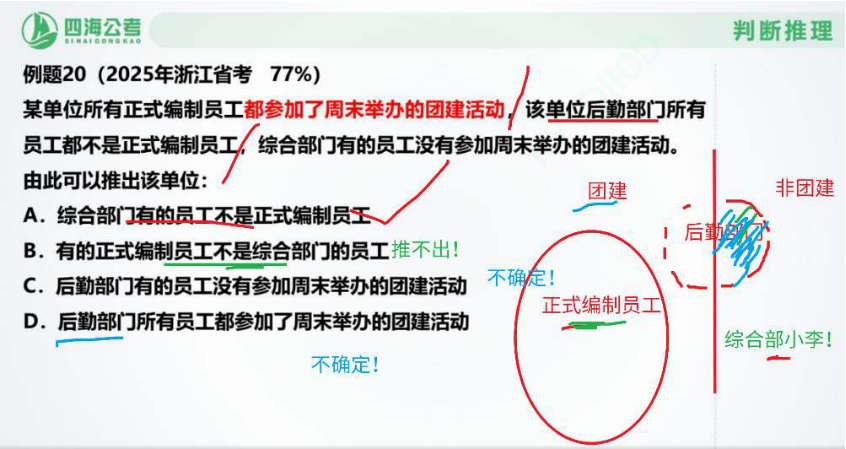 四海公考
SIHAIGONGKAO
判断推理
例题20（2025年浙江省考 77%）
某单位所有正式编制员工都参加了周末举办的团建活动，该单位后勤部门所有
员工都不是正式编制员工，综合部门有的员工没有参加周末举办的团建活动。
由此可以推出该单位：
A．综合部门有的员工不是正式编制员工
B．有的正式编制员工不是综合部门的员工推不出！
C．后勤部门有的员工没有参加周末举办的团建活动
不确定！
D．后勤部门所有员工都参加了周末举办的团建活动
不确定！
团建
非团建
后勤部门
正式编制员工
综合部小李！